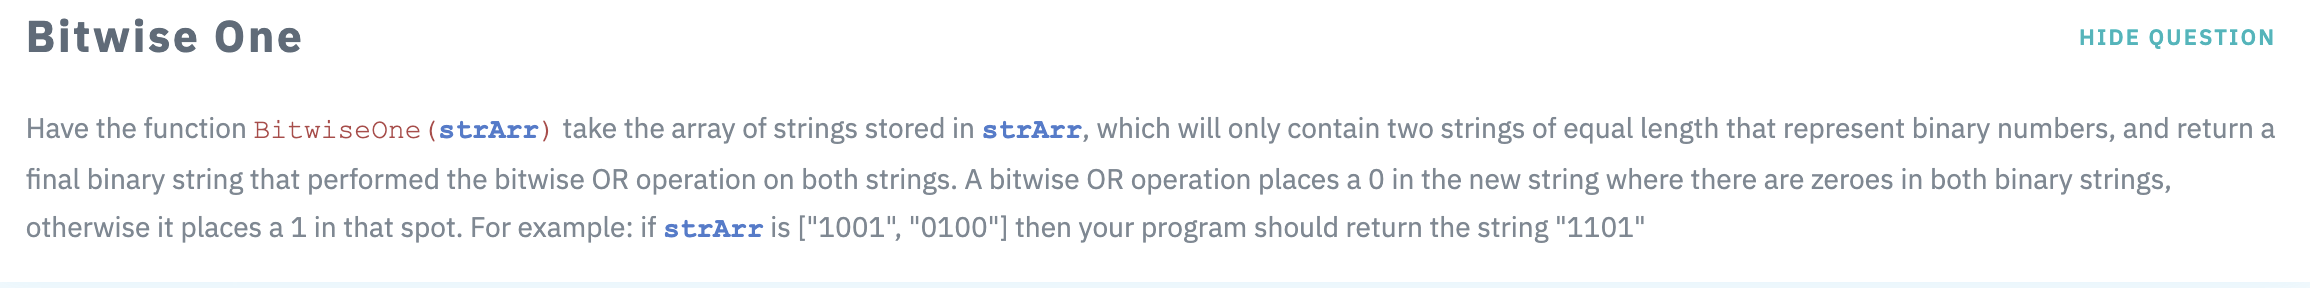 Bitwise One
HIDE QUESTION
Have the function BitwiseOne(strArr) take the array of strings stored in strArr, which will only contain two strings of equal length that represent binary numbers, and return a
final binary string that performed the bitwise OR operation on both strings. A bitwise OR operation places a 0 in the new string where there are zeroes in both binary strings,
otherwise it places a 1 in that spot. For example: if strArr is ["1001", "0100"] then your program should return the string "1101"